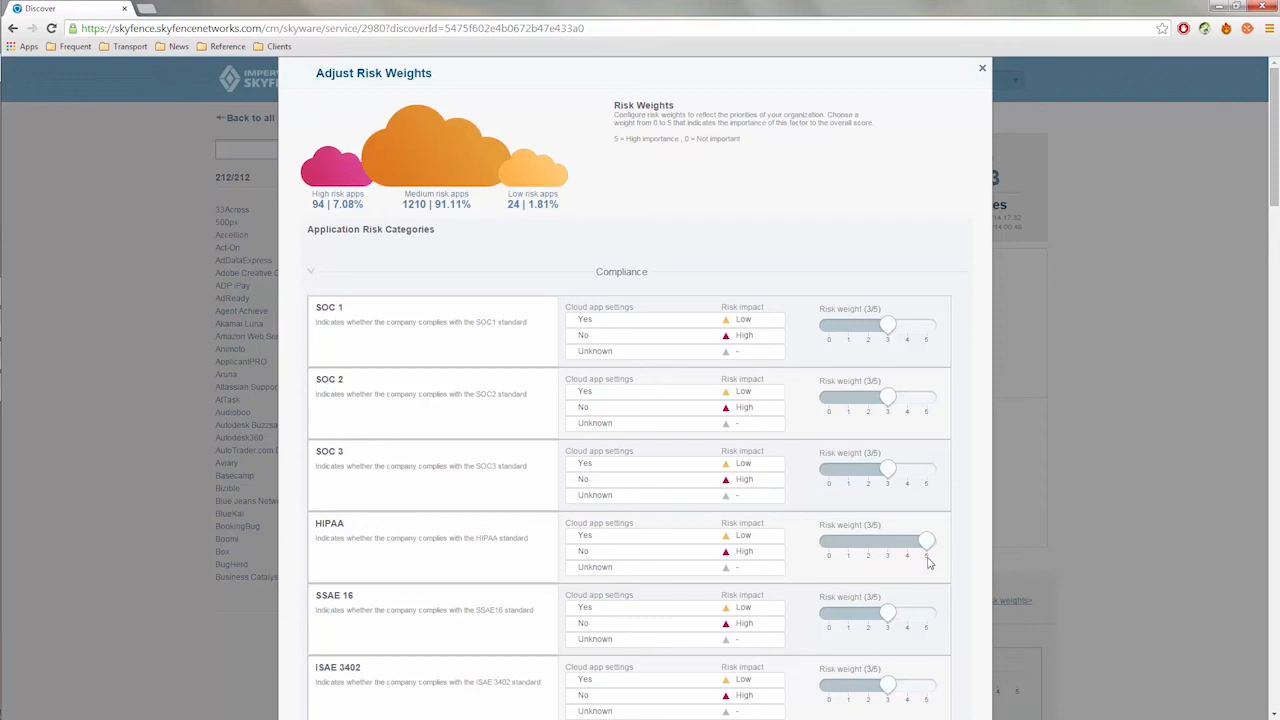 Discover
https://skyfence.skyfencenetworks.com/cm/skyware/service/2980?discoverId=5475f602e4b0672b47e433a0
Apps Frequent Transport News Reference Clients
Adjust Risk Weights
IMPER
SKYF
Back to all
212/212
33Across
500px
Accellion
Act-On
AdDataExpress
Adobe Creative C
ADP iPay
AdReady
Agent Achieve
Akamai Luna
Amazon Web Ser
Animoto
ApplicantPRO
Aruna
Atlassian Suppor
AtTask
Audioboo
Autodesk Buzzsa
Autodesk360
AutoTrader.com D
Aviary
Basecamp
Bizible
Blue Jeans Netwo
BlueKai
BookingBug
Boomi
Box
BugHerd
Business Catalys
High risk apps
94 | 7.08%
Medium risk apps
1210 | 91.11%
Low risk apps
24 | 1.81%
Risk Weights
Configure risk weights to reflect the priorities of your organization. Choose a
weight from 0 to 5 that indicates the importance of this factor to the overall score.
5 = High importance , 0 = Not important
Application Risk Categories
Compliance
SOC 1
Indicates whether the company complies with the SOC1 standard
Cloud app settings Risk impact
Yes Low
No High
Unknown -
Risk weight (3/5)
0 1 2 3 4 5
SOC 2
Indicates whether the company complies with the SOC2 standard
Cloud app settings Risk impact
Yes Low
No High
Unknown -
Risk weight (3/5)
0 1 2 3 4 5
SOC 3
Indicates whether the company complies with the SOC3 standard
Cloud app settings Risk impact
Yes Low
No High
Unknown -
Risk weight (3/5)
0 1 2 3 4 5
HIPAA
Indicates whether the company complies with the HIPAA standard
Cloud app settings Risk impact
Yes Low
No High
Unknown -
Risk weight (3/5)
0 1 2 3 4 5
SSAE 16
Indicates whether the company complies with the SSAE16 standard
Cloud app settings Risk impact
Yes Low
No High
Unknown -
Risk weight (3/5)
0 1 2 3 4 5
ISAE 3402
Indicates whether the company complies with the ISAE 3402 standard
Cloud app settings Risk impact
Yes Low
No High
Unknown -
Risk weight (3/5)
0 1 2 3 4 5
3
es
14 17:32
14 00:46
k weights>
4 5